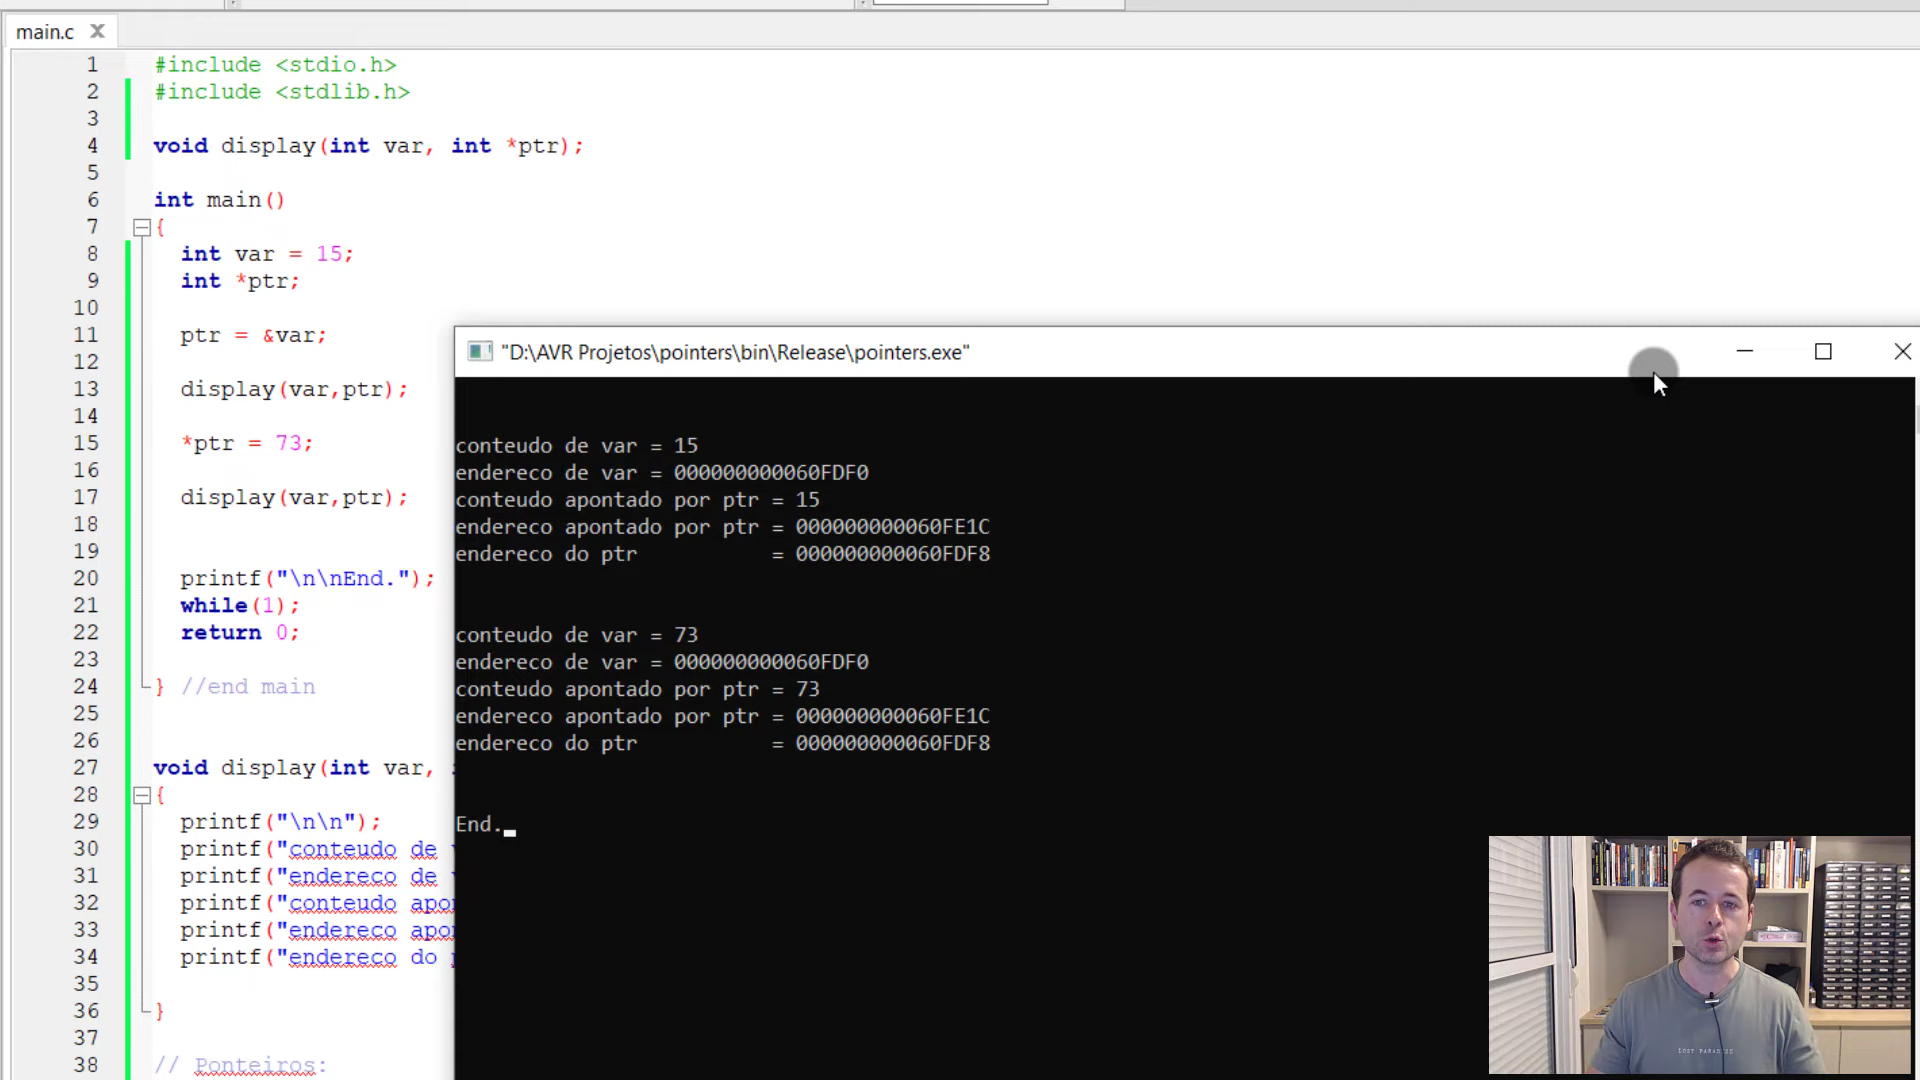 main.c
1 #include <stdio.h>
2 #include <stdlib.h>
3
4 void display(int var, int *ptr);
5
6 int main()
7 {
8 int var = 15;
9 int *ptr;
10
11 ptr = &var;
12
13 display(var,ptr);
14
15 *ptr = 73;
16
17 display(var,ptr);
18
19
20 printf("\n\nEnd.");
21 while(1);
22 return 0;
23
24 } //end main
25
26
27 void display(int var,
28 {
29 printf("\n\n");
30 printf("conteudo de
31 printf("endereco de
32 printf("conteudo apo
33 printf("endereco apo
34 printf("endereco do
35
36 }
37
38 // Ponteiros:
"D:\AVR Projetos\pointers\bin\Release\pointers.exe"
conteudo de var = 15
endereco de var = 000000000060FDF0
conteudo apontado por ptr = 15
endereco apontado por ptr = 000000000060FE1C
endereco do ptr = 000000000060FDF8
conteudo de var = 73
endereco de var = 000000000060FDF0
conteudo apontado por ptr = 73
endereco apontado por ptr = 000000000060FE1C
endereco do ptr = 000000000060FDF8
End.